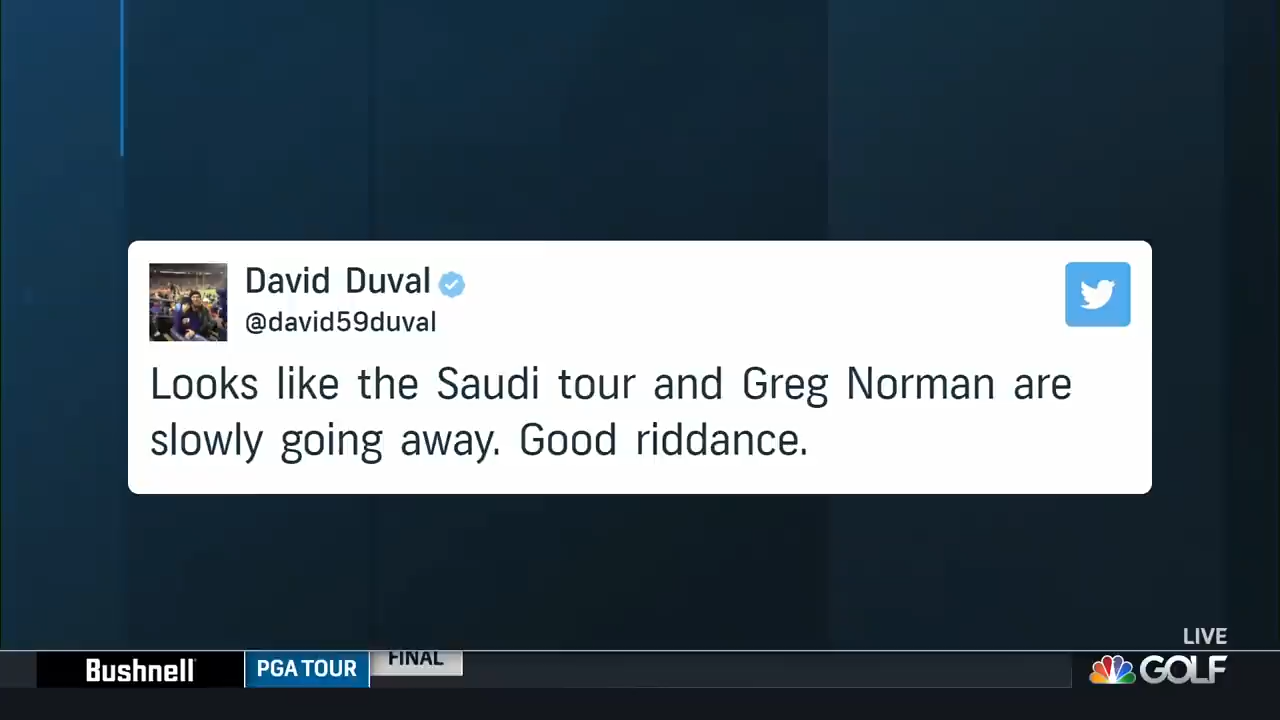 David Duval
@david59duval
Looks like the Saudi tour and Greg Norman are
slowly going away. Good riddance.
LIVE
Bushnell
PGA TOUR
FINAL
GOLF